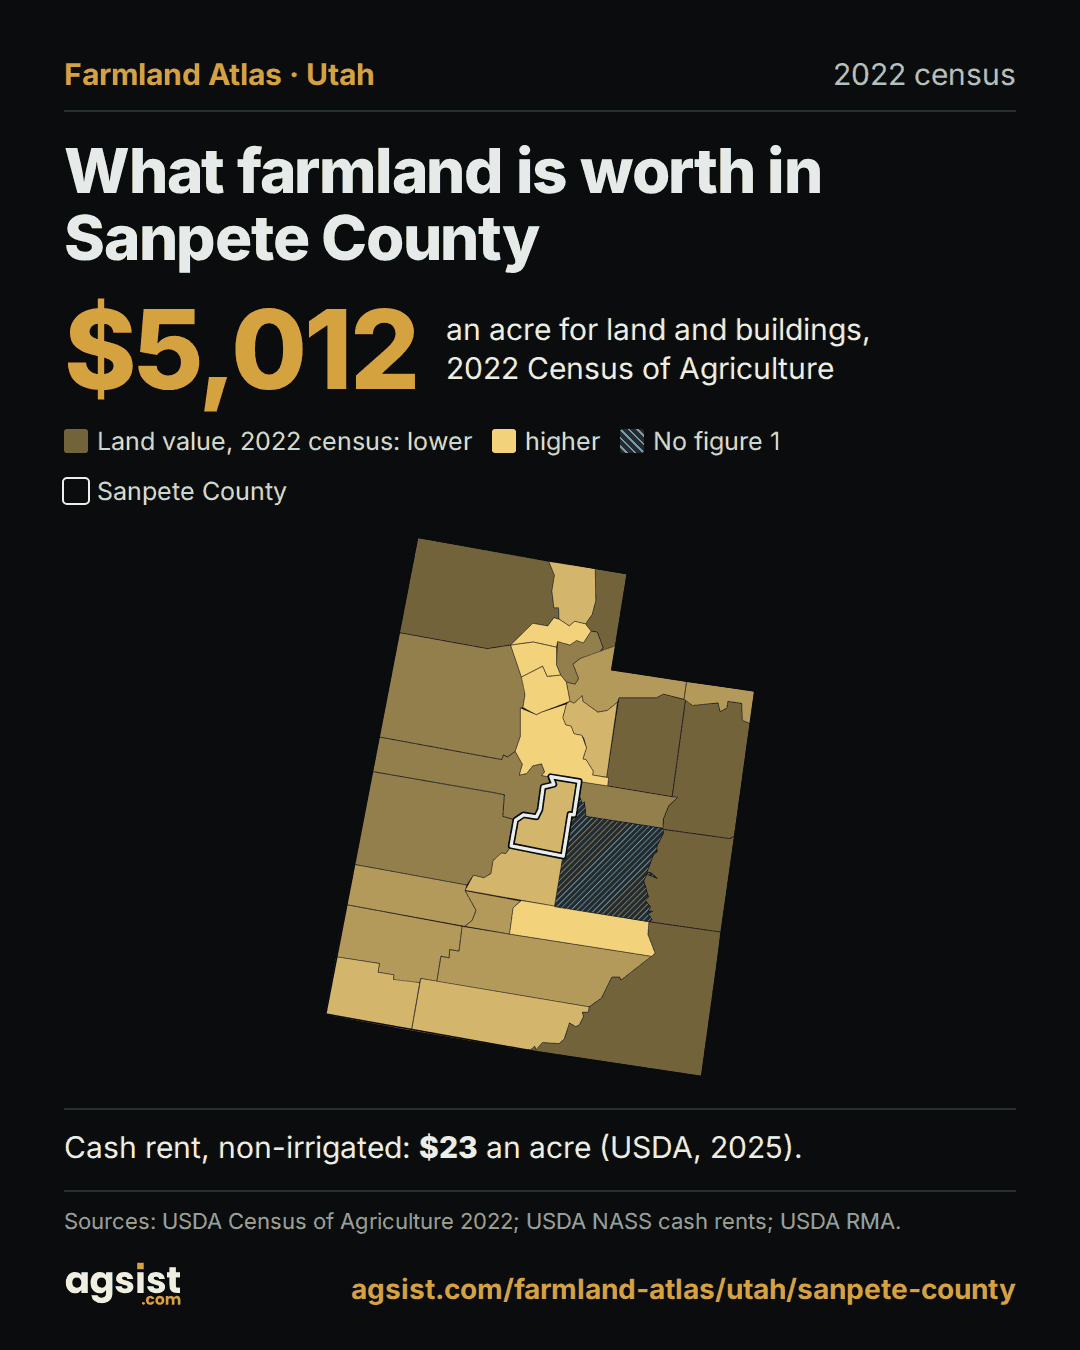 Farmland Atlas · Utah
2022 census
What farmland is worth in
Sanpete County
$5,012
an acre for land and buildings,
2022 Census of Agriculture
Land value, 2022 census: lower
higher
No figure 1
Sanpete County
Cash rent, non-irrigated: $23 an acre (USDA, 2025).
Sources: USDA Census of Agriculture 2022; USDA NASS cash rents; USDA RMA.
agsist
.com
agsist.com/farmland-atlas/utah/sanpete-county